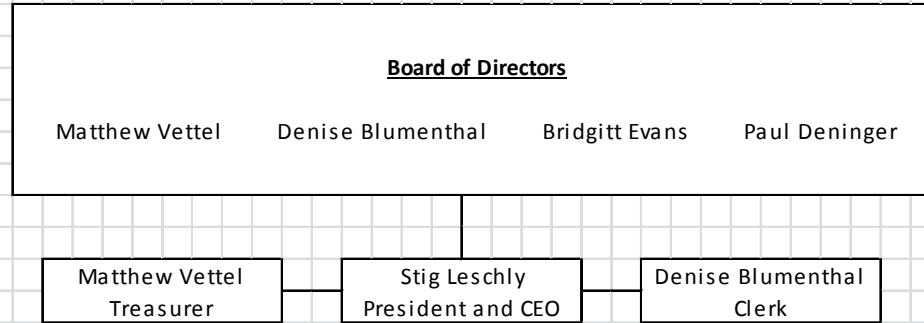 Board of Directors
Matthew Vettel Denise Blumenthal Bridgitt Evans Paul Deninger
Matthew Vettel
Treasurer
Stig Leschly
President and CEO
Denise Blumenthal
Clerk